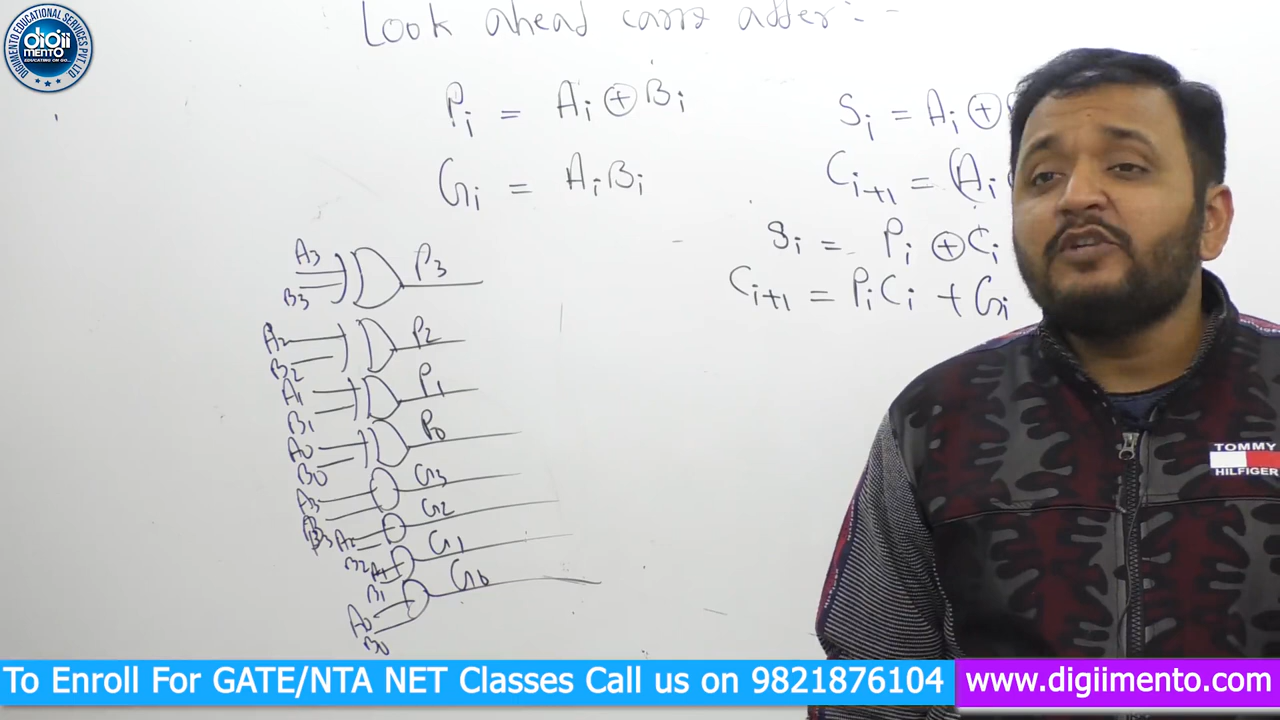 DIGIIMENTO EDUCATIONAL SERVICES PVT. LTD
digii
MENTO
EDUCATING ON GO...
Look ahead carry adder:-
Pi = Ai ⊕ Bi
Gi = AiBi
Si = Ai ⊕
Ci+1 = (Ai
Si = Pi ⊕ Ci
Ci+1 = PiCi + Gi
A3
B3
P3
A2
B2
P2
A1
B1
P1
A0
B0
P0
A3
B3
G3
A2
B2
G2
A1
B1
G1
A0
B0
G0
TOMMY
HILFIGER
To Enroll For GATE/NTA NET Classes Call us on 9821876104
www.digiimento.com